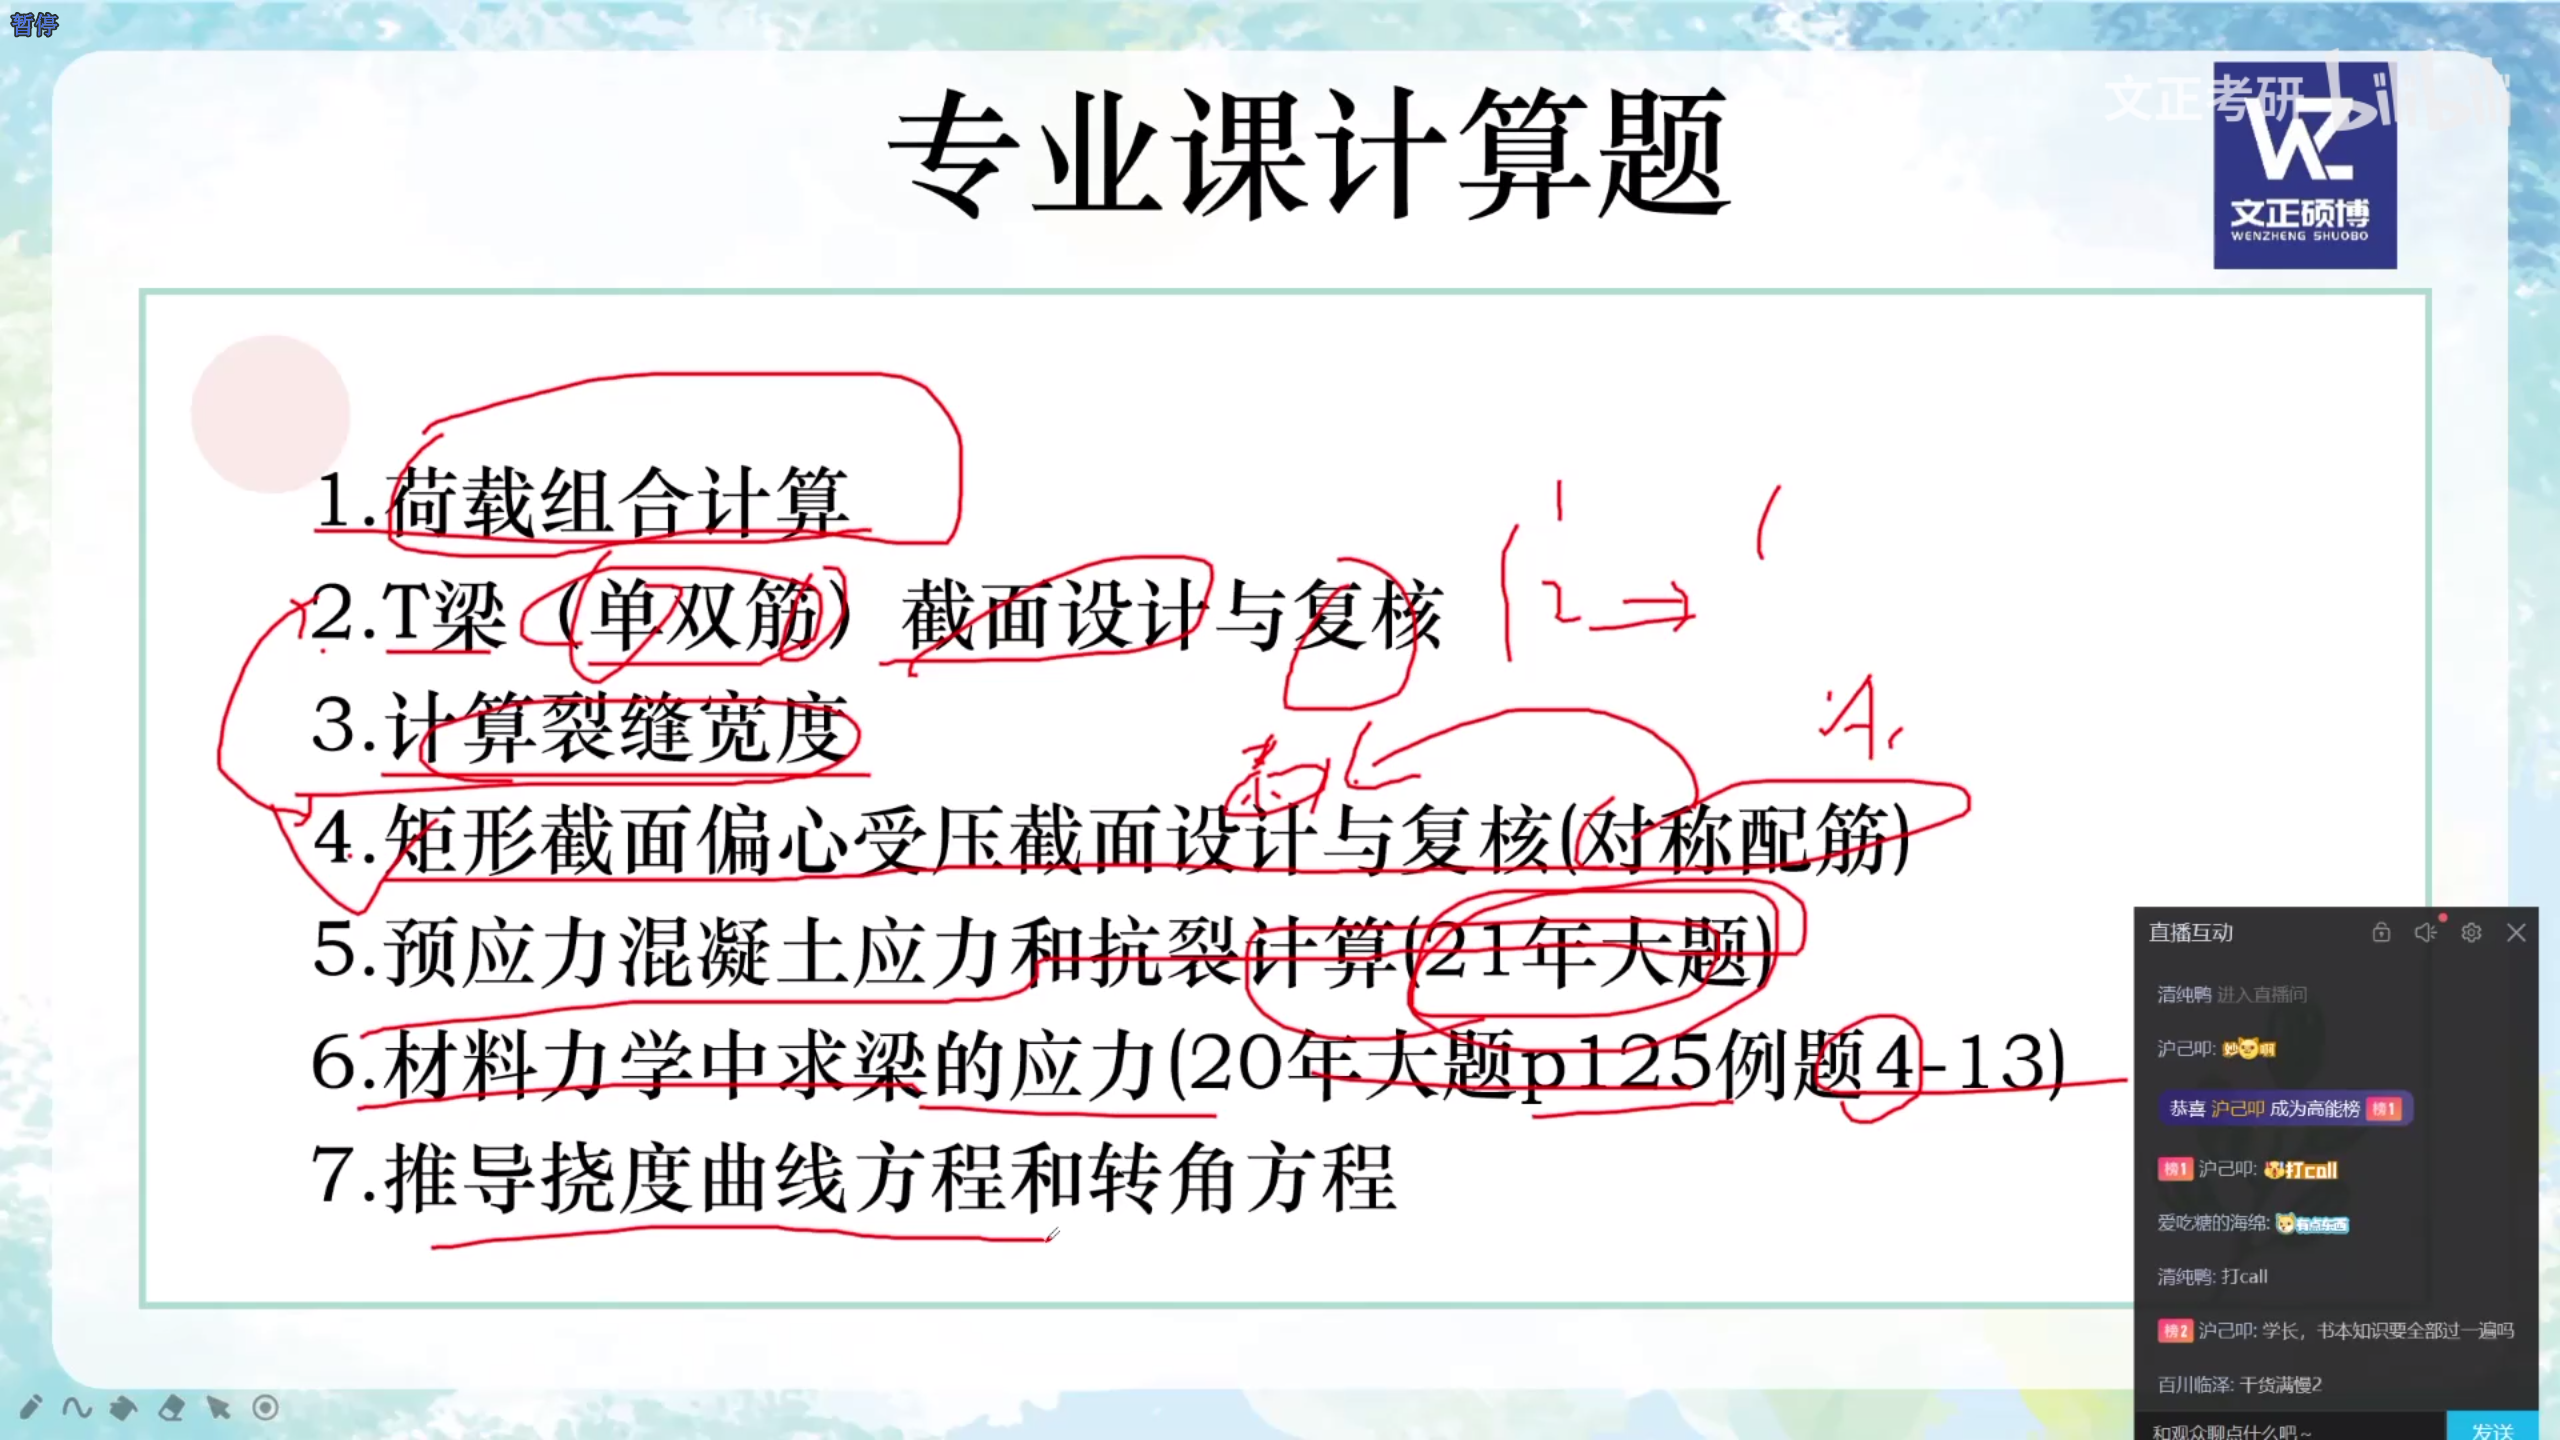 暂停
专业课计算题
文正考研 bilibili
WZ
文正硕博
WENZHENG SHUOBO
1.荷载组合计算
2.T梁（单双筋）截面设计与复核
3.计算裂缝宽度
4.矩形截面偏心受压截面设计与复核(对称配筋)
5.预应力混凝土应力和抗裂计算(21年大题)
6.材料力学中求梁的应力(20年大题p125例题4-13)
7.推导挠度曲线方程和转角方程
1
2
A
直播互动
清纯鸭 进入直播间
沪己叩: 妙啊
恭喜 沪己叩 成为高能榜 榜1
榜1 沪己叩: 打call
爱吃糖的海绵: 有点东西
清纯鸭: 打call
榜2 沪己叩: 学长，书本知识要全部过一遍吗
百川临泽: 干货满慢2
和观众聊点什么吧~
发送